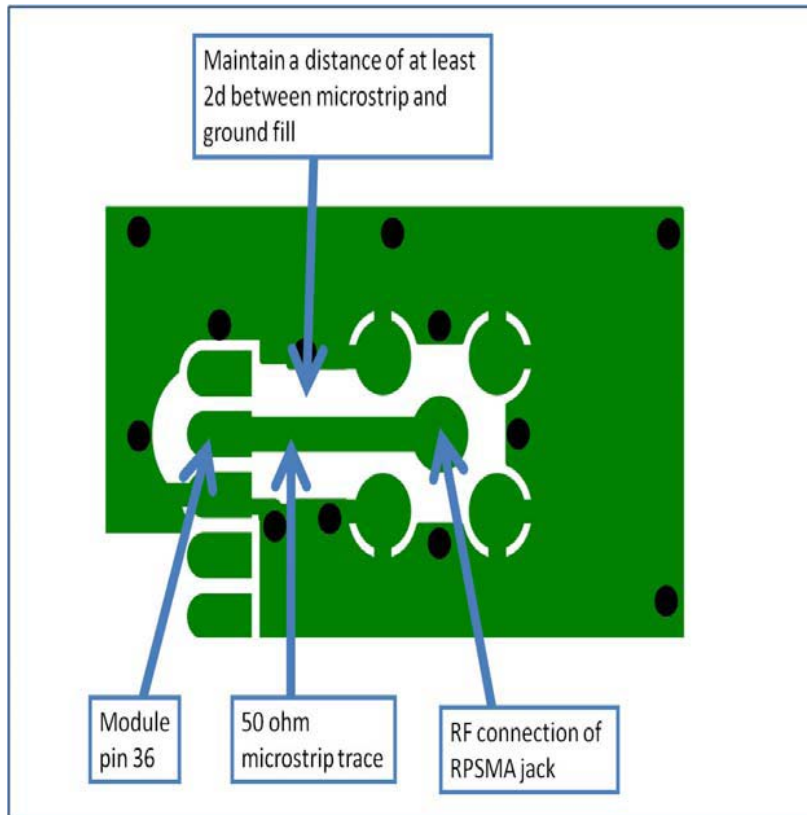 Maintain a distance of at least
2d between microstrip and
ground fill
Module
pin 36
50 ohm
microstrip trace
RF connection of
RPSMA jack